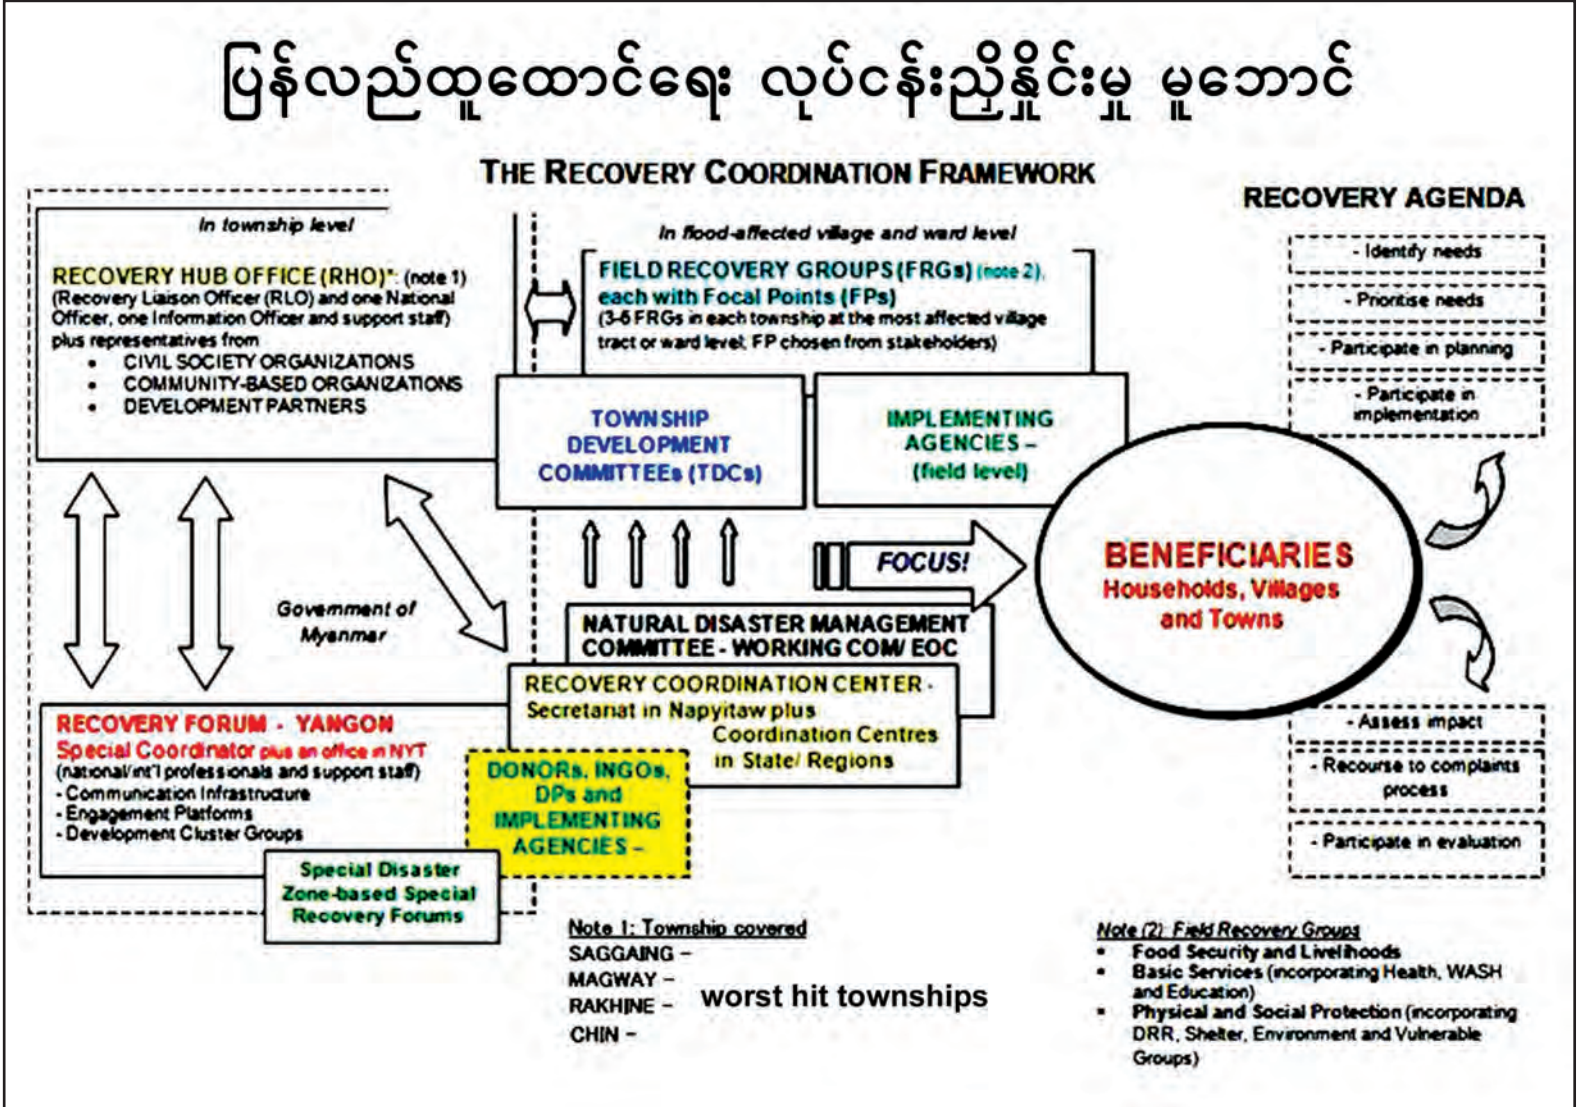 ပြန်လည်ထူထောင်ရေး လုပ်ငန်းညှိနှိုင်းမှု မူဘောင်
THE RECOVERY COORDINATION FRAMEWORK
In township level
RECOVERY HUB OFFICE (RHO)*: (note 1)
(Recovery Liaison Officer (RLO) and one National
Officer, one Information Officer and support staff)
plus representatives from
• CIVIL SOCIETY ORGANIZATIONS
• COMMUNITY-BASED ORGANIZATIONS
• DEVELOPMENT PARTNERS
In flood-affected village and ward level
FIELD RECOVERY GROUPS (FRGs) (note 2),
each with Focal Points (FPs)
(3-6 FRGs in each township at the most affected village
tract or ward level; FP chosen from stakeholders)
TOWNSHIP
DEVELOPMENT
COMMITTEEs (TDCs)
IMPLEMENTING
AGENCIES –
(field level)
FOCUS!
BENEFICIARIES
Households, Villages
and Towns
RECOVERY AGENDA
- Identify needs
- Prioritise needs
- Participate in planning
- Participate in
implementation
- Assess impact
- Recourse to complaints
process
- Participate in evaluation
Government of
Myanmar
NATURAL DISASTER MANAGEMENT
COMMITTEE - WORKING COM/ EOC
RECOVERY COORDINATION CENTER -
Secretariat in Napyitaw plus
Coordination Centres
in State/ Regions
RECOVERY FORUM - YANGON
Special Coordinator plus an office in NYT
(national/int'l professionals and support staff)
- Communication Infrastructure
- Engagement Platforms
- Development Cluster Groups
DONORs, INGOs,
DPs and
IMPLEMENTING
AGENCIES –
Special Disaster
Zone-based Special
Recovery Forums
Note 1: Township covered
SAGGAING –
MAGWAY –
RAKHINE –
CHIN –
worst hit townships
Note (2): Field Recovery Groups
▪ Food Security and Livelihoods
▪ Basic Services (incorporating Health, WASH
and Education)
▪ Physical and Social Protection (incorporating
DRR, Shelter, Environment and Vulnerable
Groups)